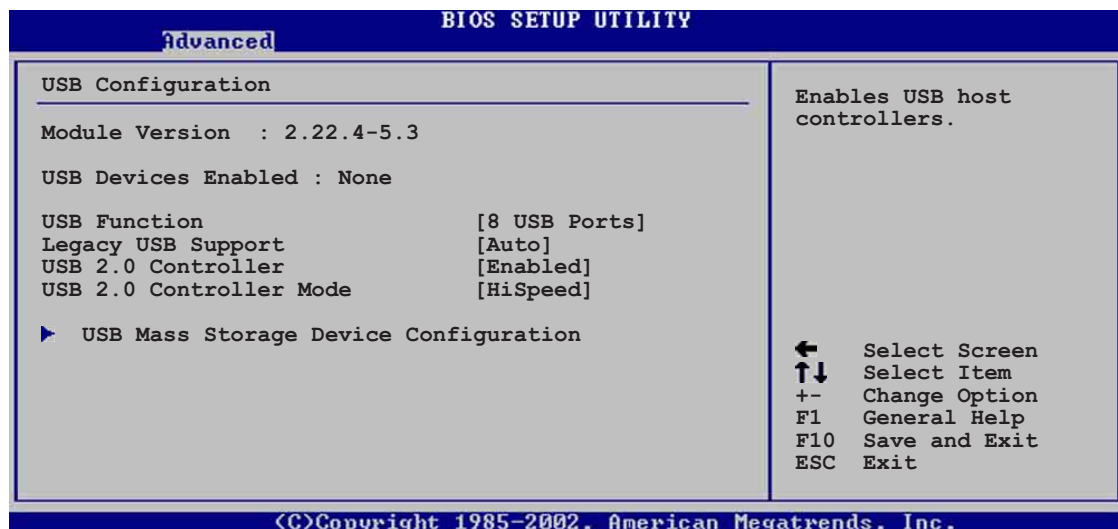 BIOS SETUP UTILITY
Advanced
USB Configuration
Module Version : 2.22.4-5.3
USB Devices Enabled : None
USB Function [8 USB Ports]
Legacy USB Support [Auto]
USB 2.0 Controller [Enabled]
USB 2.0 Controller Mode [HiSpeed]
USB Mass Storage Device Configuration
Enables USB host
controllers.
Select Screen
Select Item
+- Change Option
F1 General Help
F10 Save and Exit
ESC Exit
(C)Copyright 1985-2002, American Megatrends, Inc.